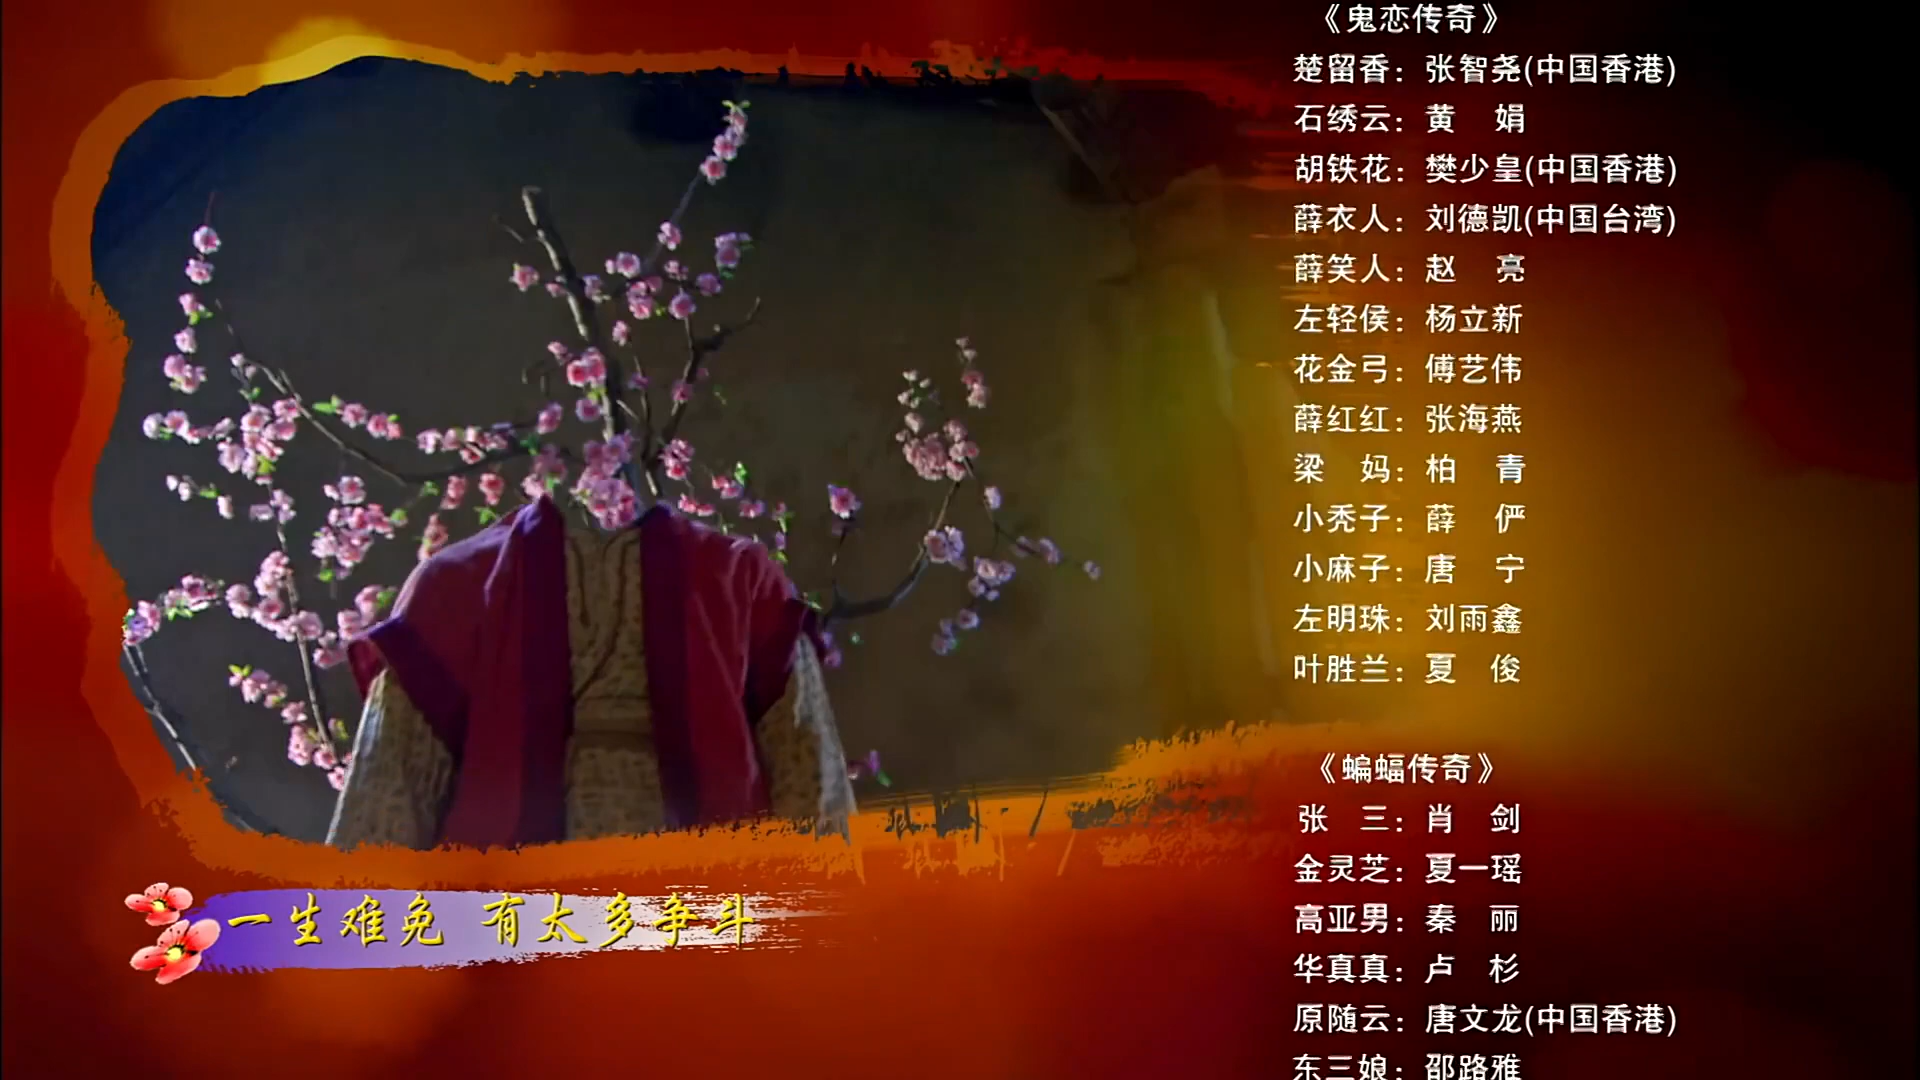 《鬼恋传奇》
楚留香：张智尧(中国香港)
石绣云：黄　娟
胡铁花：樊少皇(中国香港)
薛衣人：刘德凯(中国台湾)
薛笑人：赵　亮
左轻侯：杨立新
花金弓：傅艺伟
薛红红：张海燕
梁　妈：柏　青
小秃子：薛　俨
小麻子：唐　宁
左明珠：刘雨鑫
叶胜兰：夏　俊
《蝙蝠传奇》
张　三：肖　剑
金灵芝：夏一瑶
高亚男：秦　丽
华真真：卢　杉
原随云：唐文龙(中国香港)
东三娘：邵路雅
一生难免 有太多争斗